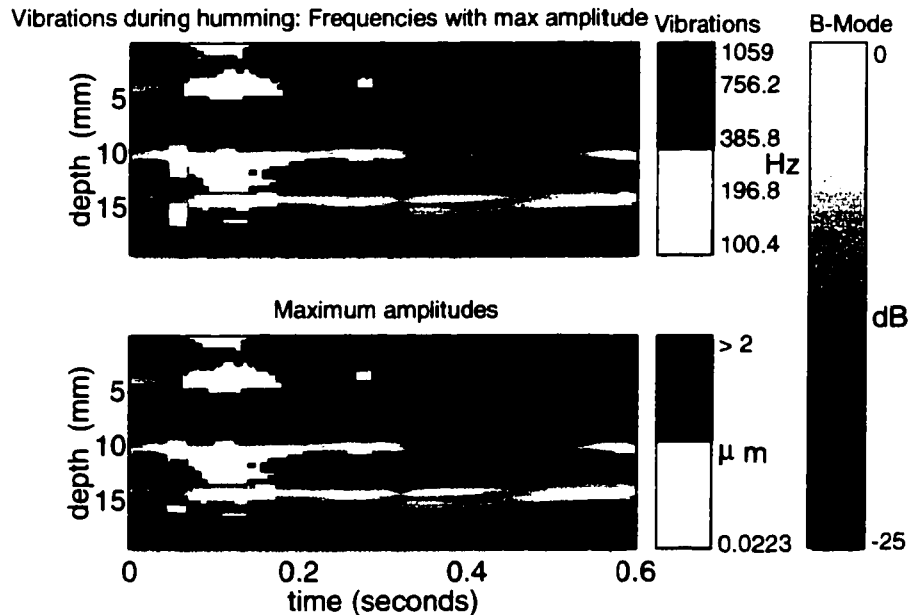 Vibrations during humming: Frequencies with max amplitude
Vibrations
B-Mode
depth (mm)
5
10
15
1059
756.2
385.8
Hz
196.8
100.4
0
dB
-25
Maximum amplitudes
depth (mm)
5
10
15
> 2
μ m
0.0223
0
0.2
0.4
0.6
time (seconds)